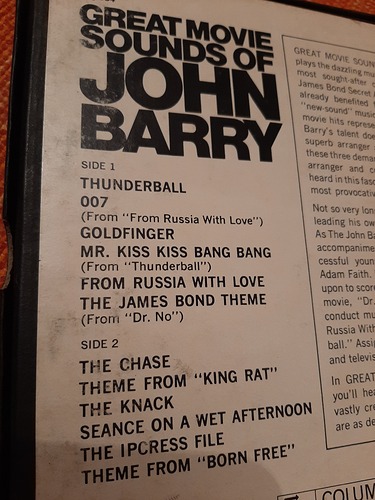 GREAT MOVIE
SOUNDS OF
JOHN
BARRY
SIDE 1
THUNDERBALL
007
(From "From Russia With Love")
GOLDFINGER
MR. KISS KISS BANG BANG
(From "Thunderball")
FROM RUSSIA WITH LOVE
THE JAMES BOND THEME
(From "Dr. No")
SIDE 2
THE CHASE
THEME FROM "KING RAT"
THE KNACK
SEANCE ON A WET AFTERNOON
THE IPCRESS FILE
THEME FROM "BORN FREE"
GREAT MOVIE SOUN
plays the dazzling mu
most sought-after
James Bond Secret
already benefited
"new-sound" music
movie hits represe
Barry's talent doe
superb arranger
these three dema
arranger and c
heard in this fasc
most provocativ
Not so very lon
leading his ow
As The John Ba
accompanime
cessful youn
Adam Faith.
upon to score
movie, "Dr.
conduct mu
Russia With
ball." Assig
and televis
In GREAT
you'll hea
vastly cre
are as de
COLUM